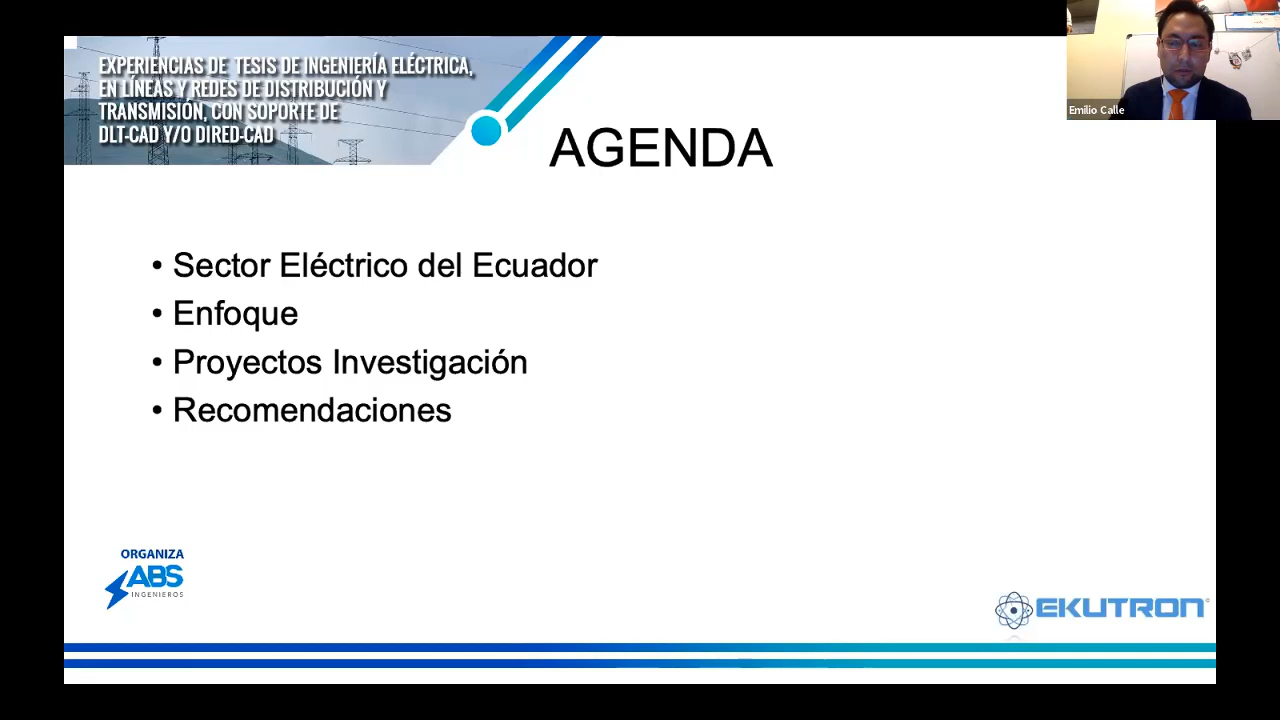 EXPERIENCIAS DE TESIS DE INGENIERÍA ELÉCTRICA,
EN LÍNEAS Y REDES DE DISTRIBUCIÓN Y
TRANSMISIÓN, CON SOPORTE DE
DLT-CAD Y/O DIRED-CAD
Emilio Calle
AGENDA
• Sector Eléctrico del Ecuador
• Enfoque
• Proyectos Investigación
• Recomendaciones
ORGANIZA
ABS
INGENIEROS
EKUTRON